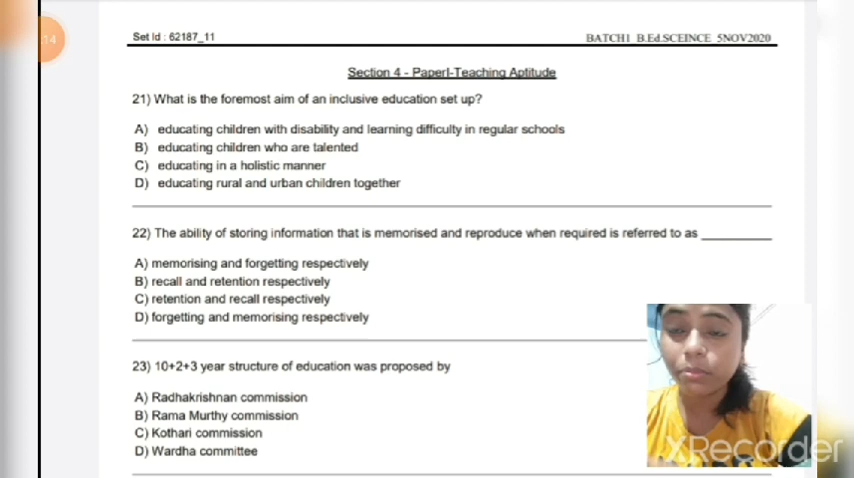 14
Set Id : 62187_11
BATCH1 B.Ed.SCEINCE 5NOV2020
Section 4 - PaperI-Teaching Aptitude
21) What is the foremost aim of an inclusive education set up?
A) educating children with disability and learning difficulty in regular schools
B) educating children who are talented
C) educating in a holistic manner
D) educating rural and urban children together
22) The ability of storing information that is memorised and reproduce when required is referred to as __________
A) memorising and forgetting respectively
B) recall and retention respectively
C) retention and recall respectively
D) forgetting and memorising respectively
23) 10+2+3 year structure of education was proposed by
A) Radhakrishnan commission
B) Rama Murthy commission
C) Kothari commission
D) Wardha committee
XRecorder